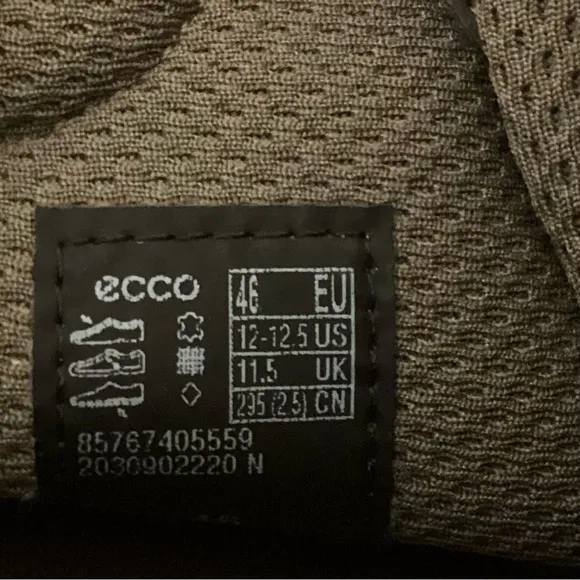 ecco
46 EU
12-12.5 US
11.5 UK
295 (2.5) CN
85767405559
2030902220 N